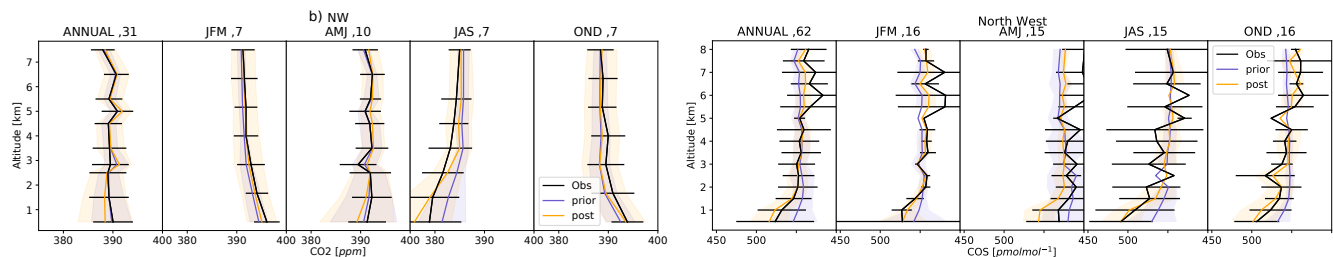 b) NW
ANNUAL ,31 JFM ,7 AMJ ,10 JAS ,7 OND ,7
Altitude [km]
7
6
5
4
3
2
1
Obs
prior
post
380 390 400 380 390 400 380 390 400 380 390 400 380 390 400
CO2 [ppm]
North West
ANNUAL ,62 JFM ,16 AMJ ,15 JAS ,15 OND ,16
Altitude [km]
8
7
6
5
4
3
2
1
0
Obs
prior
post
450 500 450 500 450 500 450 500 450 500
COS [pmolmol⁻¹]